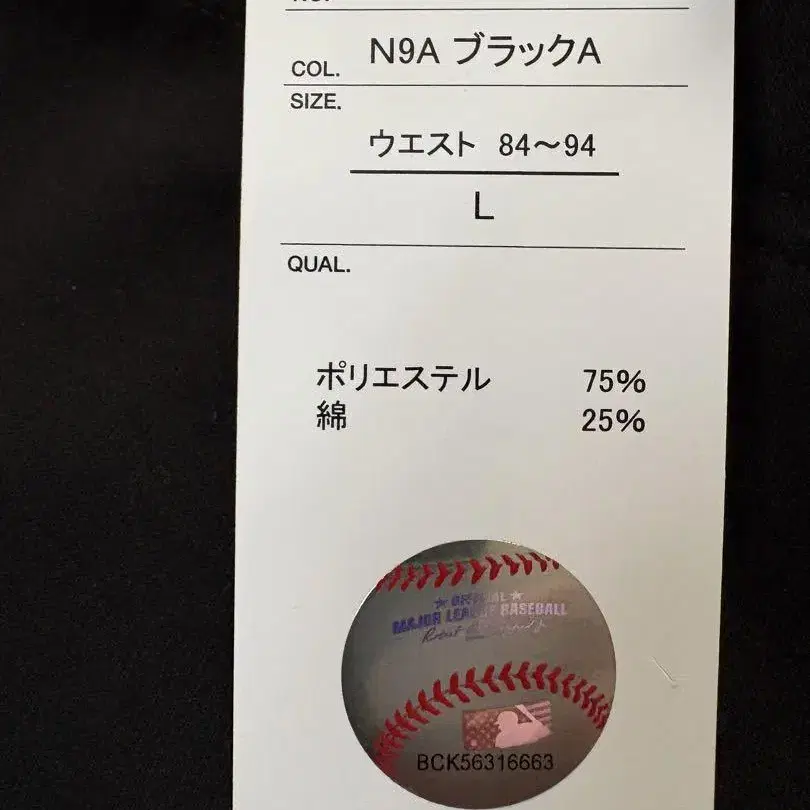 COL. N9A ブラックA
SIZE.
ウエスト 84～94
L
QUAL.
ポリエステル 75%
綿 25%
★ OFFICIAL ★
MAJOR LEAGUE BASEBALL
BCK56316663